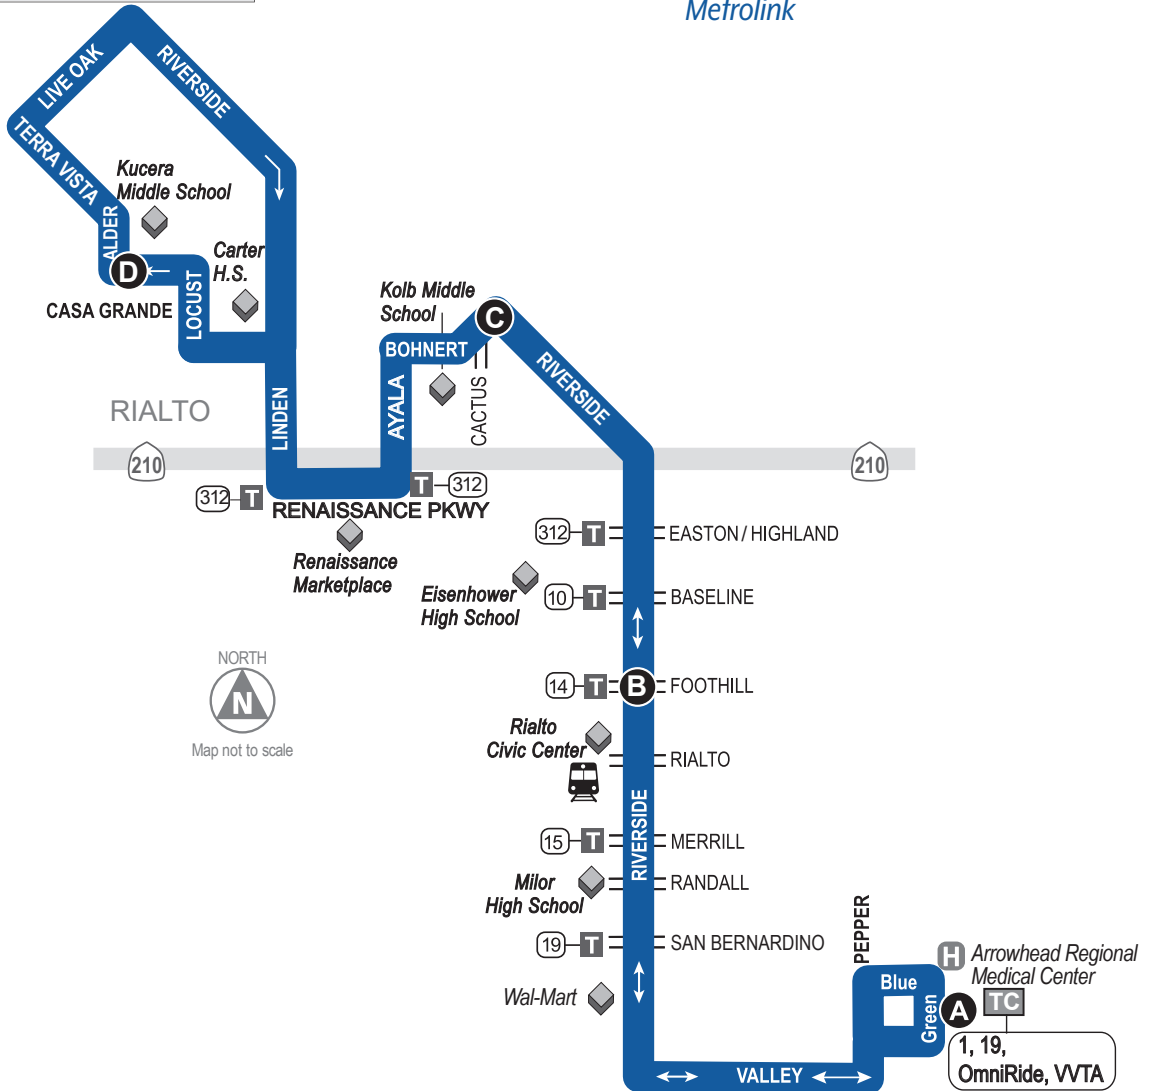 Metrolink
LIVE OAK
RIVERSIDE
TERRA VISTA
Kucera
Middle School
ALDER
Carter
H.S.
D
CASA GRANDE
LOCUST
Kolb Middle
School
C
BOHNERT
RIVERSIDE
CACTUS
AYALA
LINDEN
RIALTO
210
210
312 T
T 312
RENAISSANCE PKWY
Renaissance
Marketplace
312 T EASTON / HIGHLAND
Eisenhower
High School
10 T BASELINE
NORTH
N
Map not to scale
14 T B FOOTHILL
Rialto
Civic Center
RIALTO
RIVERSIDE
15 T MERRILL
Milor
High School
RANDALL
19 T SAN BERNARDINO
Wal-Mart
PEPPER
H Arrowhead Regional
Medical Center
Blue
Green
A TC
1, 19,
OmniRide, VVTA
VALLEY